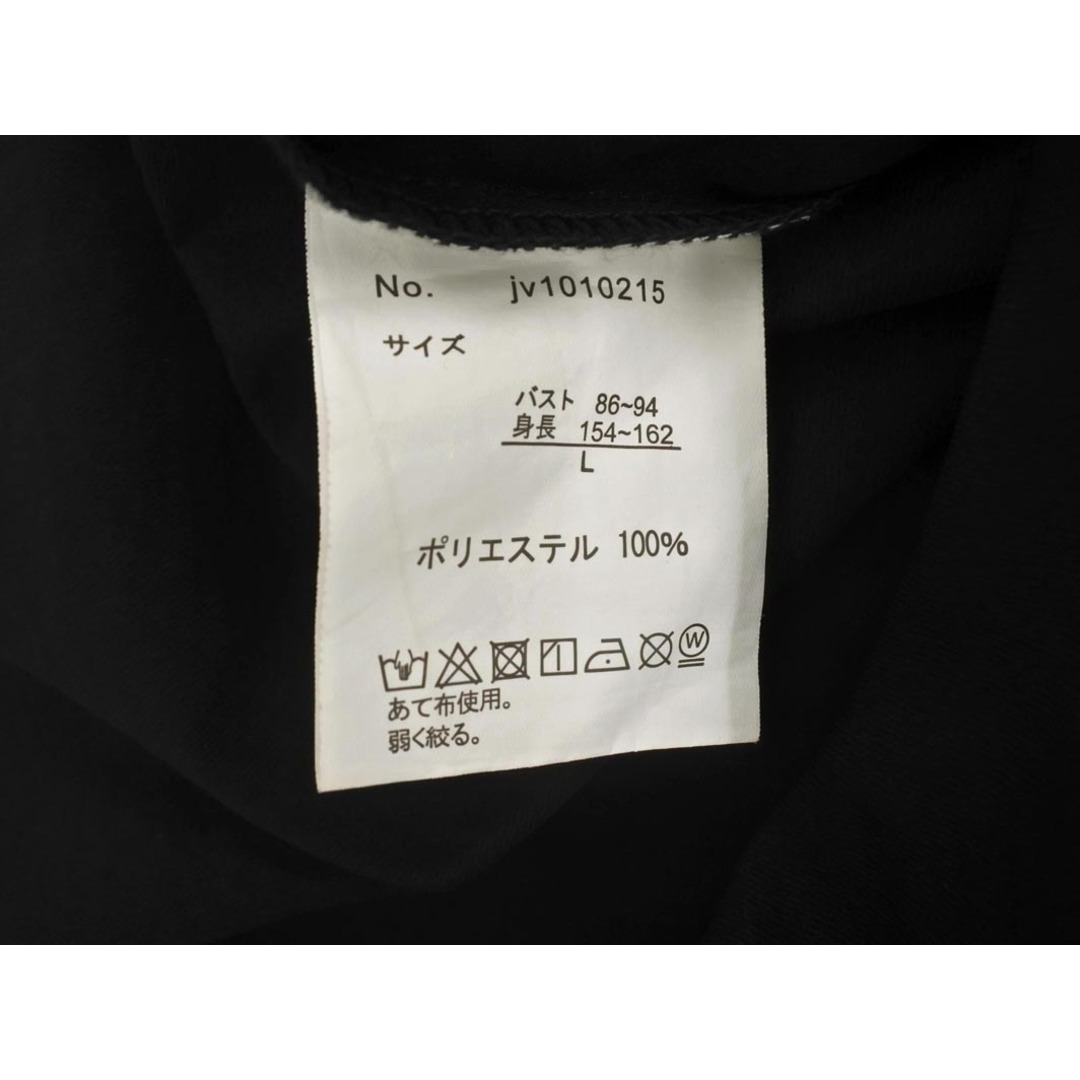 No. jv1010215
サイズ
バスト 86~94
身長 154~162
L
ポリエステル 100%
W
あて布使用。
弱く絞る。